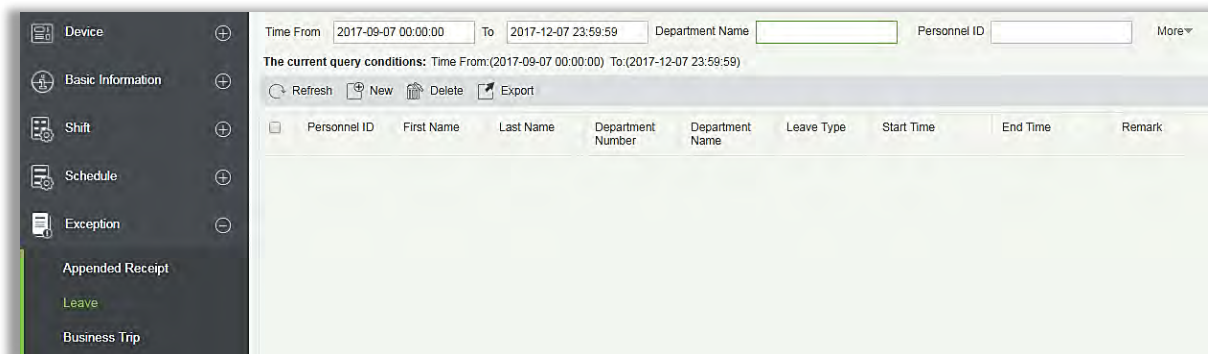 Device
Basic Information
Shift
Schedule
Exception
Appended Receipt
Leave
Business Trip
Time From 2017-09-07 00:00:00 To 2017-12-07 23:59:59 Department Name Personnel ID More
The current query conditions: Time From:(2017-09-07 00:00:00) To:(2017-12-07 23:59:59)
Refresh New Delete Export
Personnel ID First Name Last Name Department Number Department Name Leave Type Start Time End Time Remark